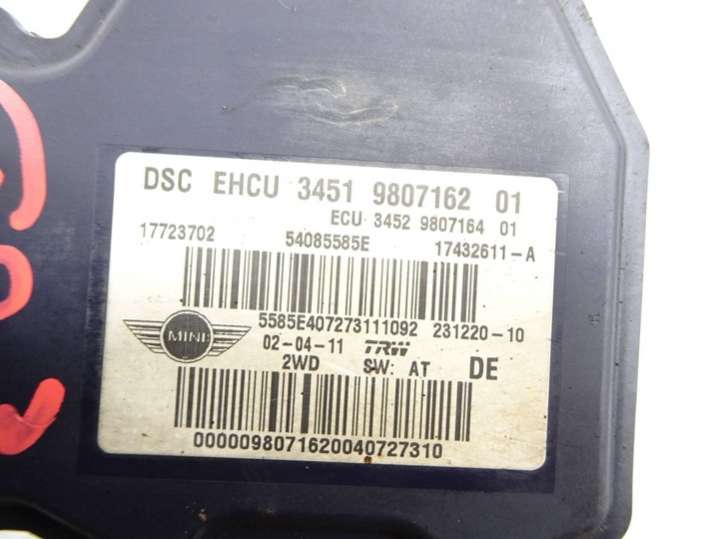 DSC EHCU 3451 9807162 01
ECU 3452 9807164 01
17723702 54085585E 17432611-A
5585E407273111092 231220-10
MINI 02-04-11 TRW
2WD SW: AT DE
0000098071620040727310